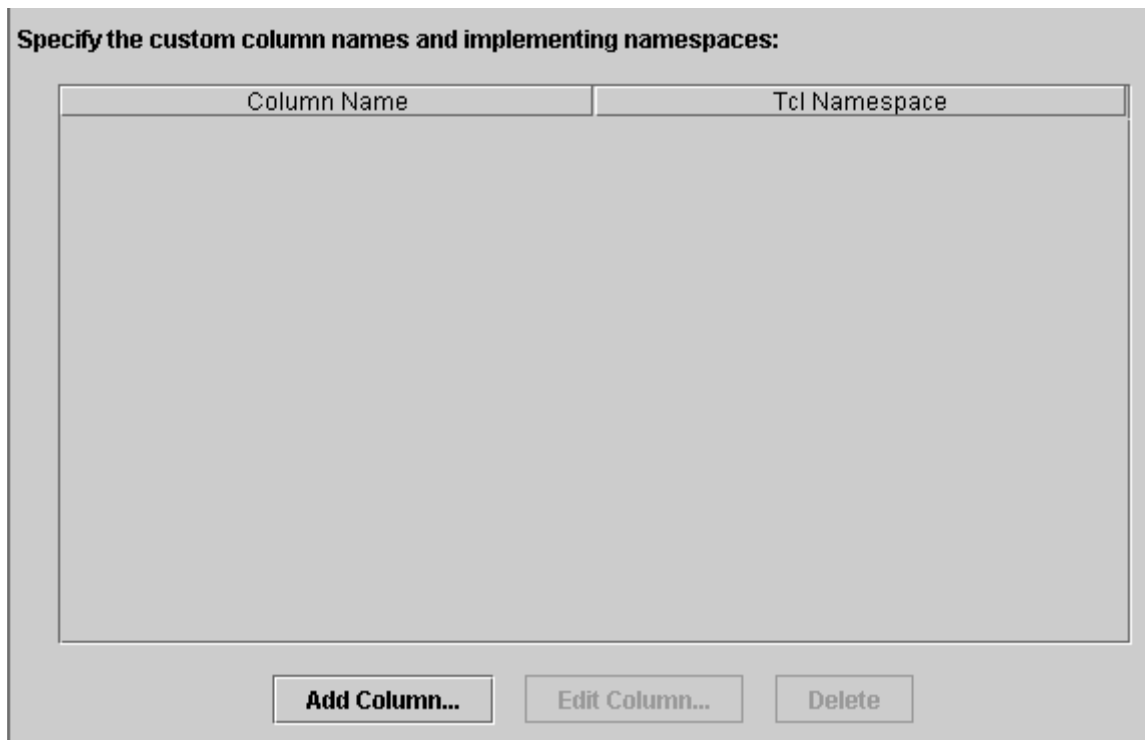 Specify the custom column names and implementing namespaces:
Column Name Tcl Namespace
Add Column... Edit Column... Delete